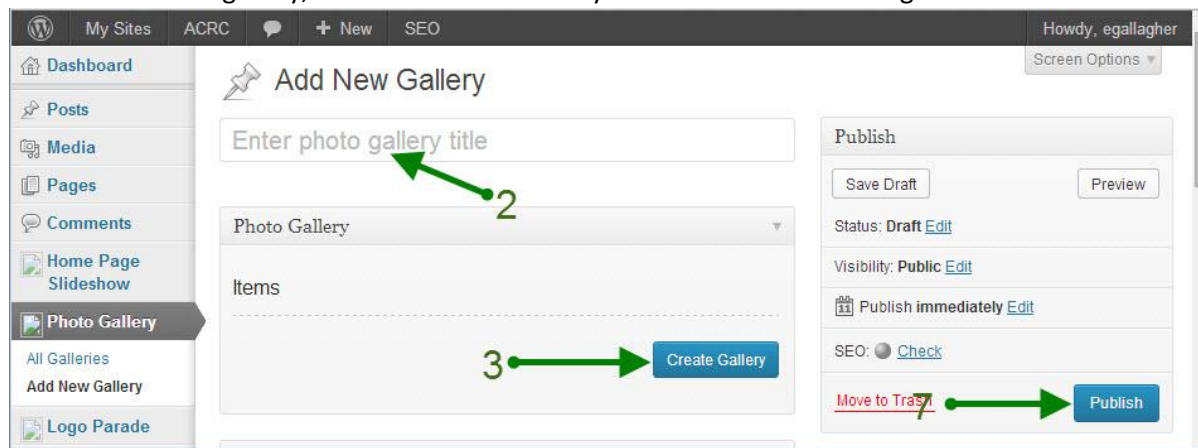 My Sites ACRC + New SEO Howdy, egallagher
Screen Options
Dashboard
Posts
Media
Pages
Comments
Home Page
Slideshow
Photo Gallery
All Galleries
Add New Gallery
Logo Parade
Add New Gallery
Enter photo gallery title
2
Photo Gallery
Items
3
Create Gallery
Publish
Save Draft Preview
Status: Draft Edit
Visibility: Public Edit
11 Publish immediately Edit
SEO: Check
Move to Trash 7 Publish